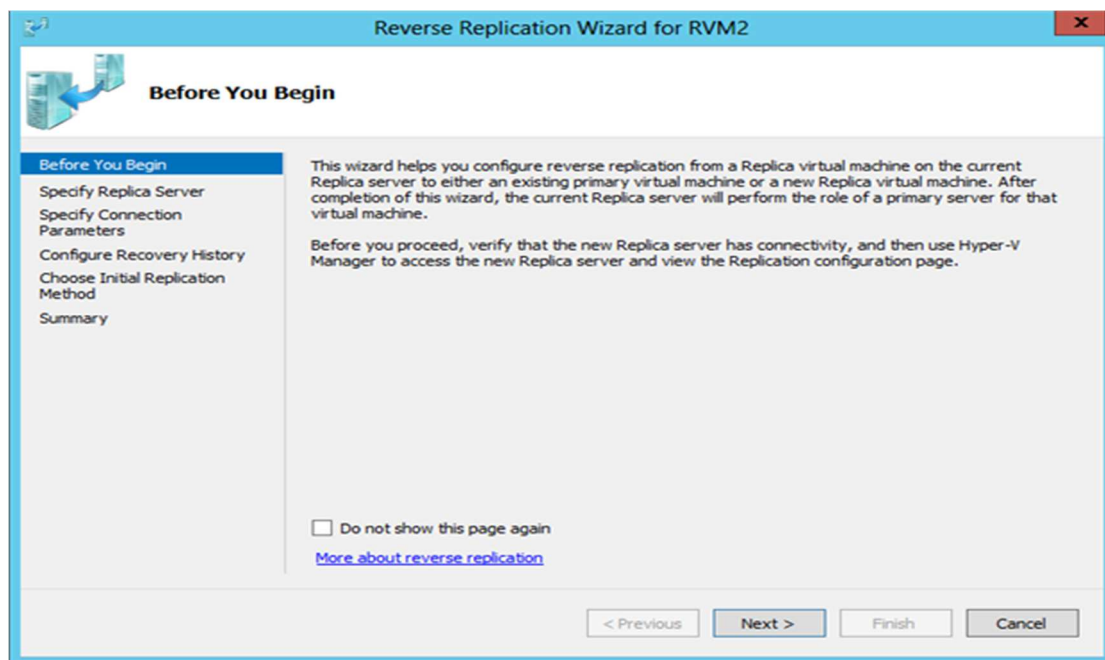 Reverse Replication Wizard for RVM2
x
Before You Begin
Before You Begin
Specify Replica Server
Specify Connection
Parameters
Configure Recovery History
Choose Initial Replication
Method
Summary
This wizard helps you configure reverse replication from a Replica virtual machine on the current
Replica server to either an existing primary virtual machine or a new Replica virtual machine. After
completion of this wizard, the current Replica server will perform the role of a primary server for that
virtual machine.
Before you proceed, verify that the new Replica server has connectivity, and then use Hyper-V
Manager to access the new Replica server and view the Replication configuration page.
Do not show this page again
More about reverse replication
< Previous
Next >
Finish
Cancel